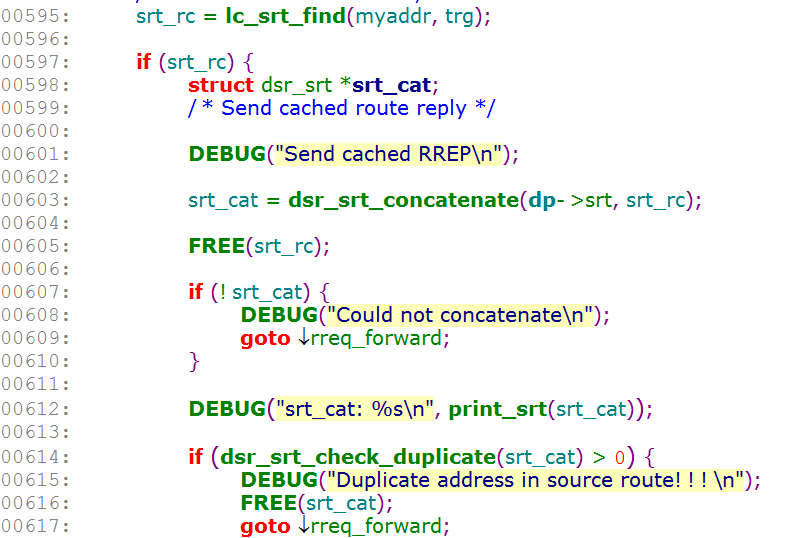 00595: srt_rc = lc_srt_find(myaddr, trg);
00596:
00597: if (srt_rc) {
00598: struct dsr_srt *srt_cat;
00599: /* Send cached route reply */
00600:
00601: DEBUG("Send cached RREP\n");
00602:
00603: srt_cat = dsr_srt_concatenate(dp->srt, srt_rc);
00604:
00605: FREE(srt_rc);
00606:
00607: if (!srt_cat) {
00608: DEBUG("Could not concatenate\n");
00609: goto ↓rreq_forward;
00610: }
00611:
00612: DEBUG("srt_cat: %s\n", print_srt(srt_cat));
00613:
00614: if (dsr_srt_check_duplicate(srt_cat) > 0) {
00615: DEBUG("Duplicate address in source route!!!\n");
00616: FREE(srt_cat);
00617: goto ↓rreq_forward;